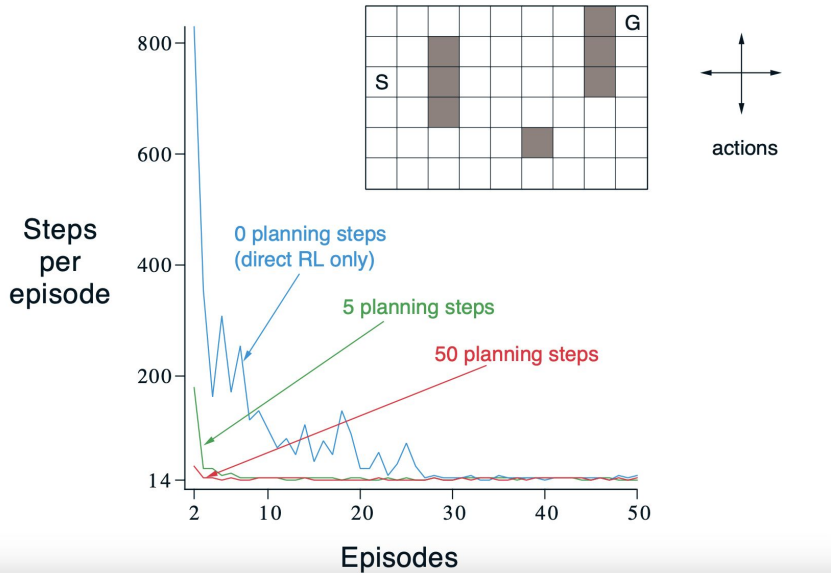 800
600
400
200
14
2
10
20
30
40
50
Steps
per
episode
Episodes
0 planning steps
(direct RL only)
5 planning steps
50 planning steps
G
S
actions